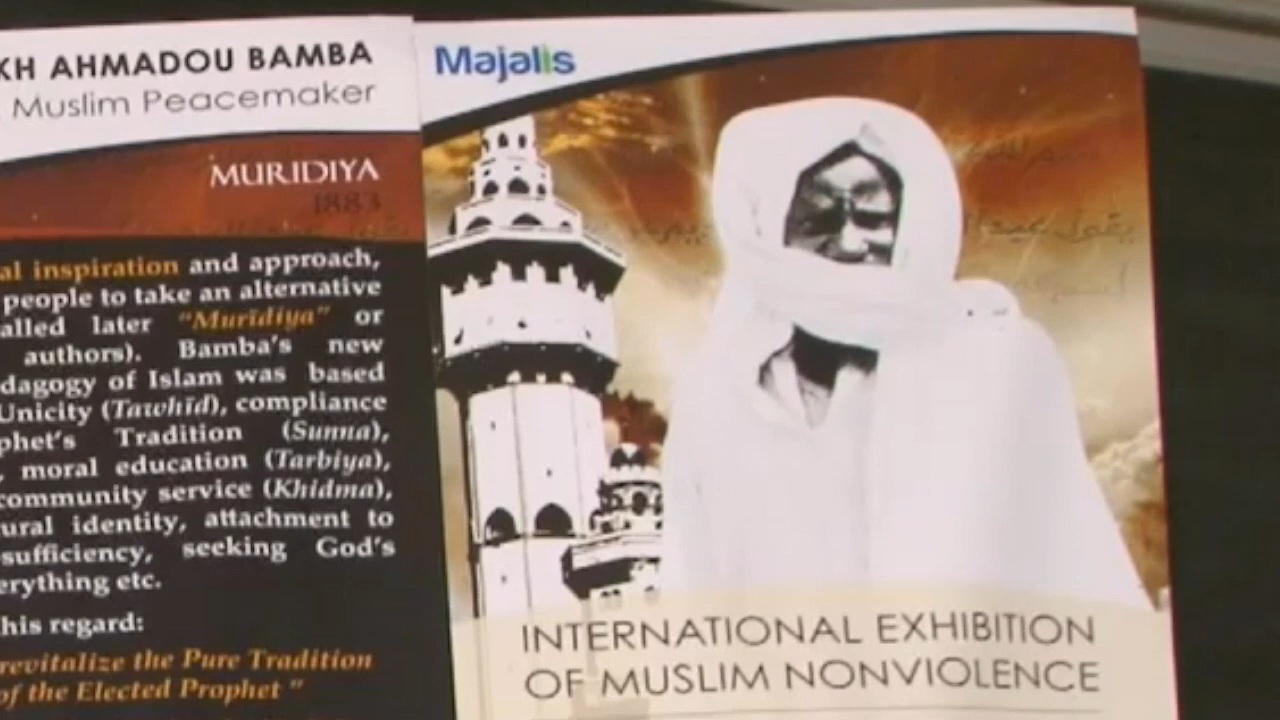 KH AHMADOU BAMBA
Muslim Peacemaker
MURIDIYA
1883
al inspiration and approach,
people to take an alternative
alled later "Murīdiya" or
authors). Bamba's new
dagogy of Islam was based
Unicity (Tawhīd), compliance
phet's Tradition (Sunna),
, moral education (Tarbiya),
community service (Khidma),
ural identity, attachment to
sufficiency, seeking God's
erything etc.
his regard:
revitalize the Pure Tradition
of the Elected Prophet "
Majalis
يقول عبيد
INTERNATIONAL EXHIBITION
OF MUSLIM NONVIOLENCE